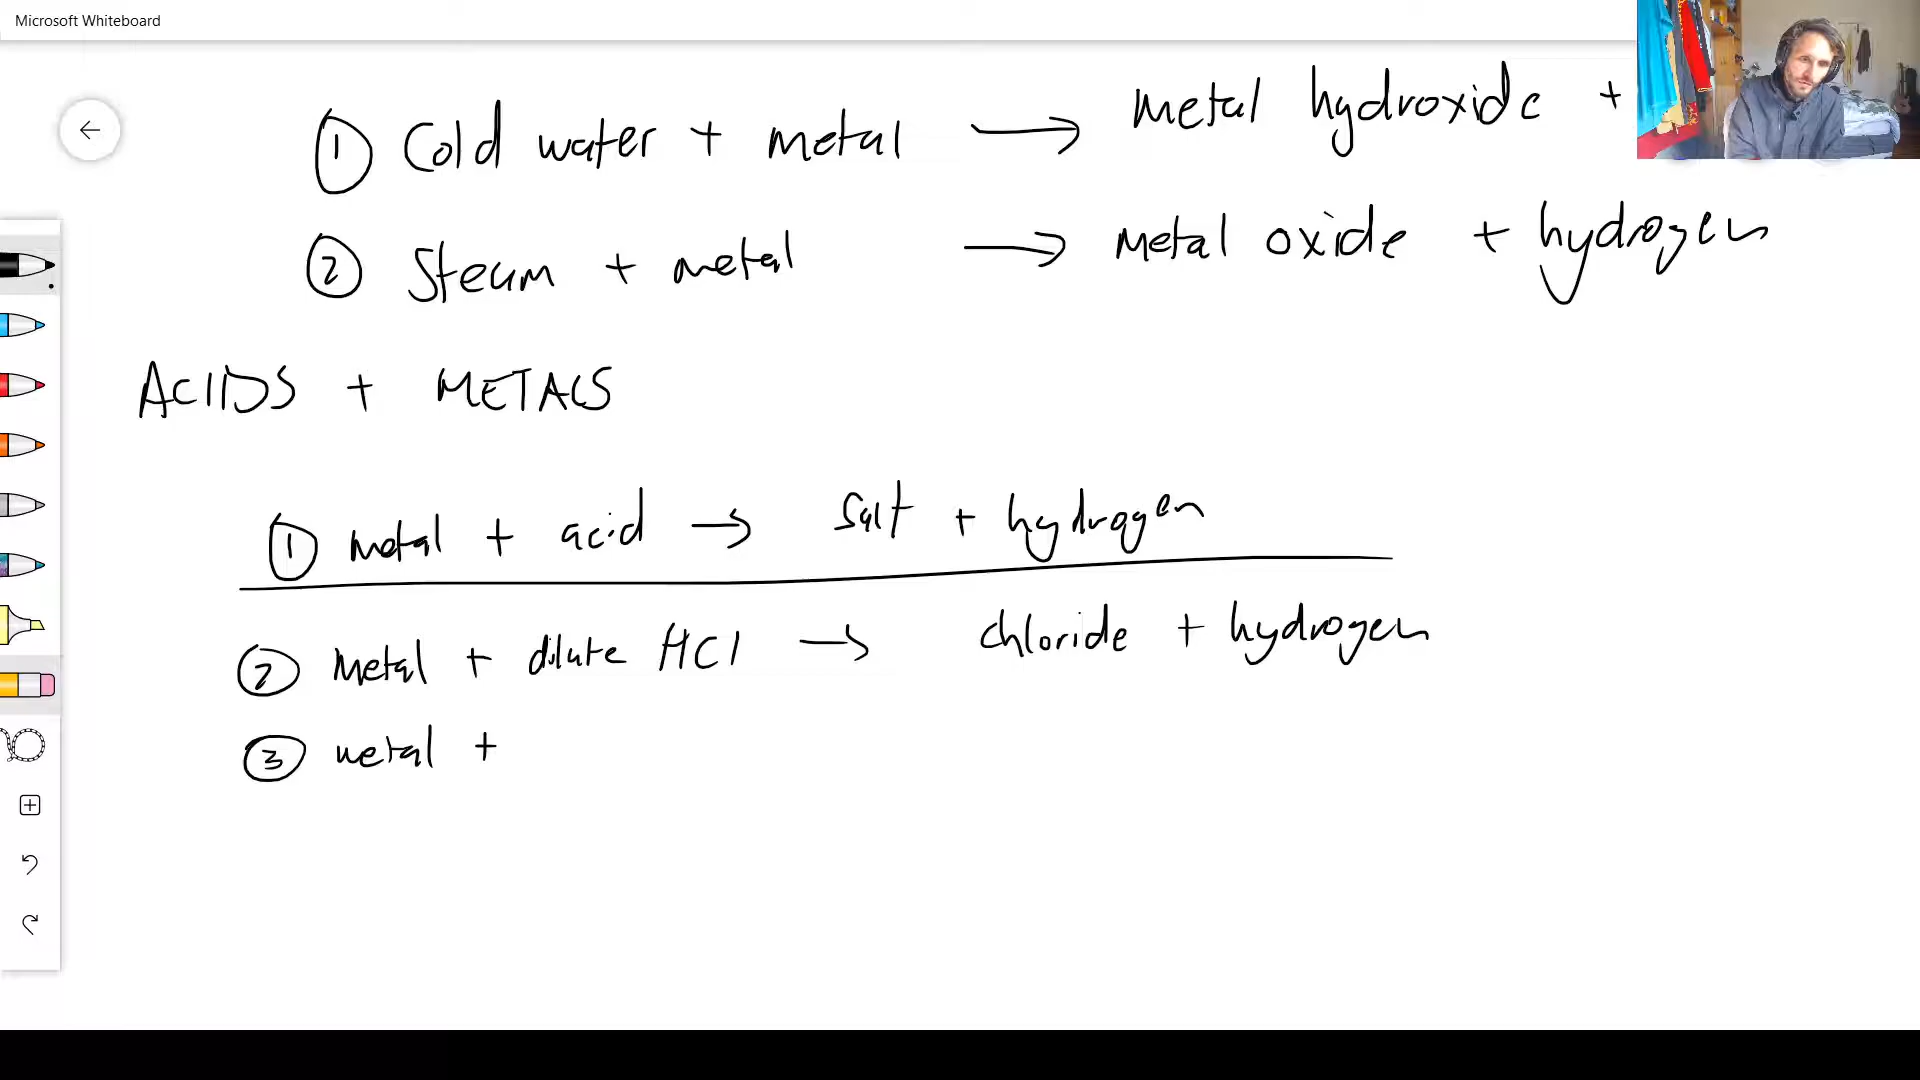 Microsoft Whiteboard
① Cold water + metal → metal hydroxide +
② Steam + metal → metal oxide + hydrogen
ACIDS + METALS
① metal + acid → salt + hydrogen
② Metal + dilute HCl → chloride + hydrogen
③ metal +